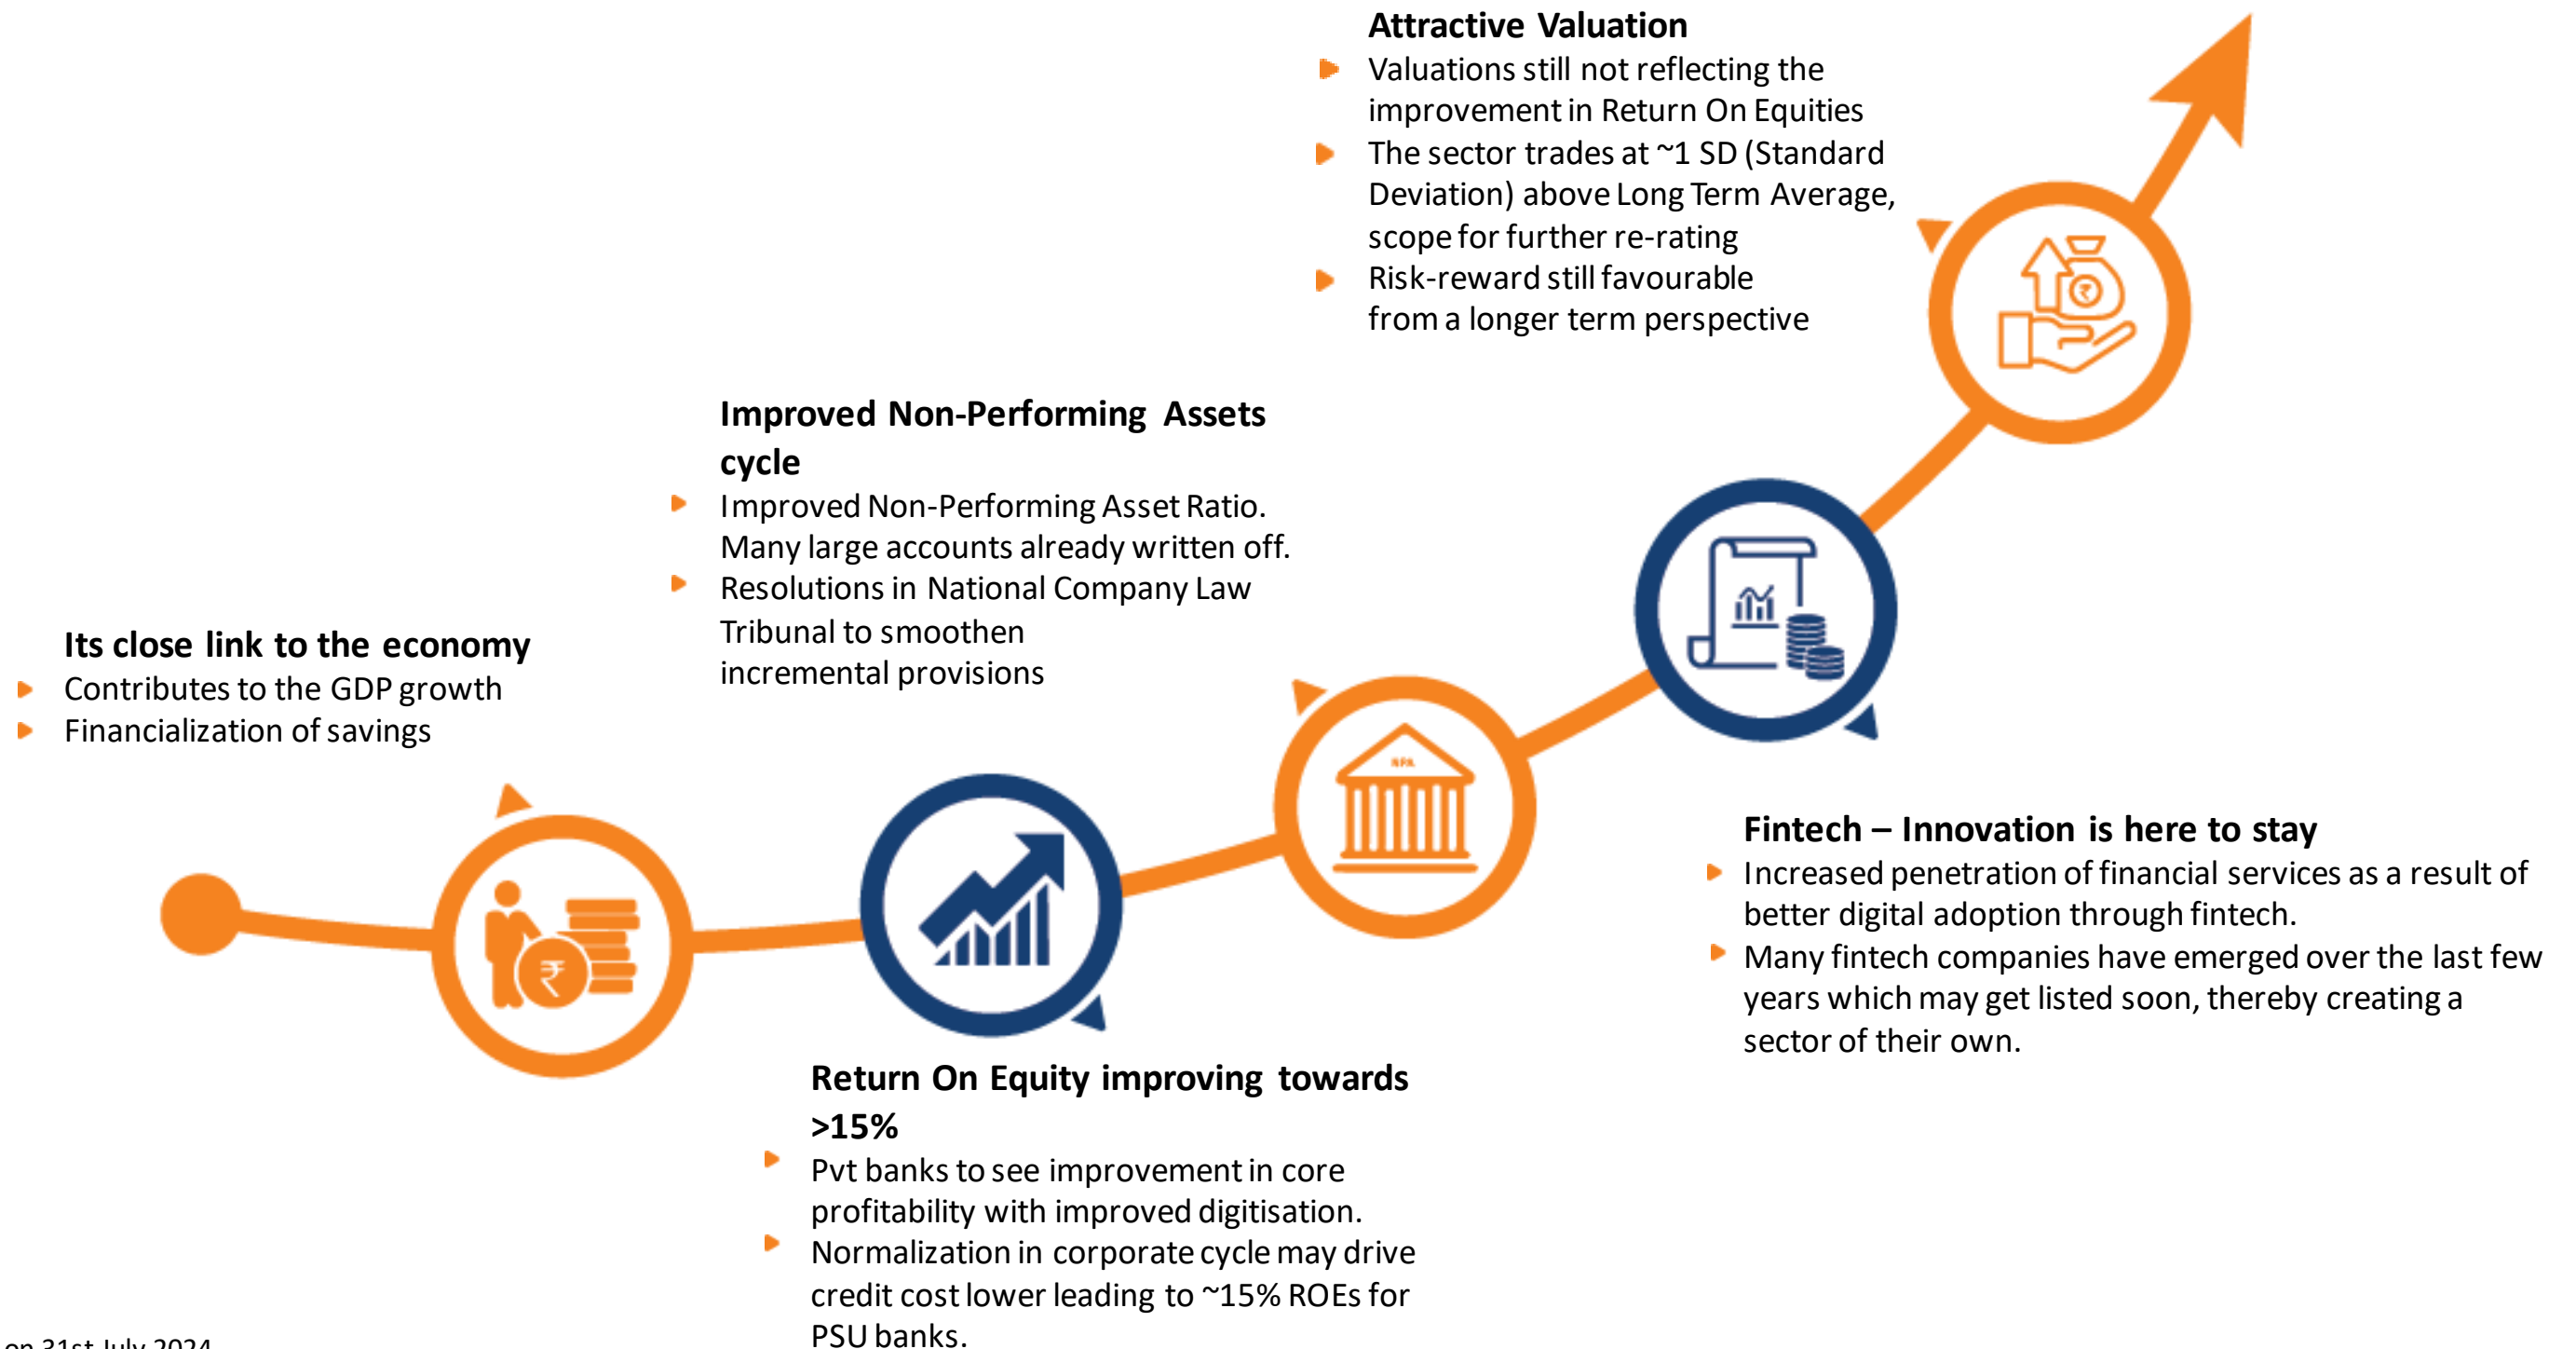 Attractive Valuation
Valuations still not reflecting the
improvement in Return On Equities
The sector trades at ~1 SD (Standard
Deviation) above Long Term Average,
scope for further re-rating
Risk-reward still favourable
from a longer term perspective
Improved Non-Performing Assets
cycle
Improved Non-Performing Asset Ratio.
Many large accounts already written off.
Resolutions in National Company Law
Tribunal to smoothen
incremental provisions
Its close link to the economy
Contributes to the GDP growth
Financialization of savings
₹
NPA
₹
Fintech – Innovation is here to stay
Increased penetration of financial services as a result of
better digital adoption through fintech.
Many fintech companies have emerged over the last few
years which may get listed soon, thereby creating a
sector of their own.
Return On Equity improving towards
>15%
Pvt banks to see improvement in core
profitability with improved digitisation.
Normalization in corporate cycle may drive
credit cost lower leading to ~15% ROEs for
PSU banks.
on 31st July 2024